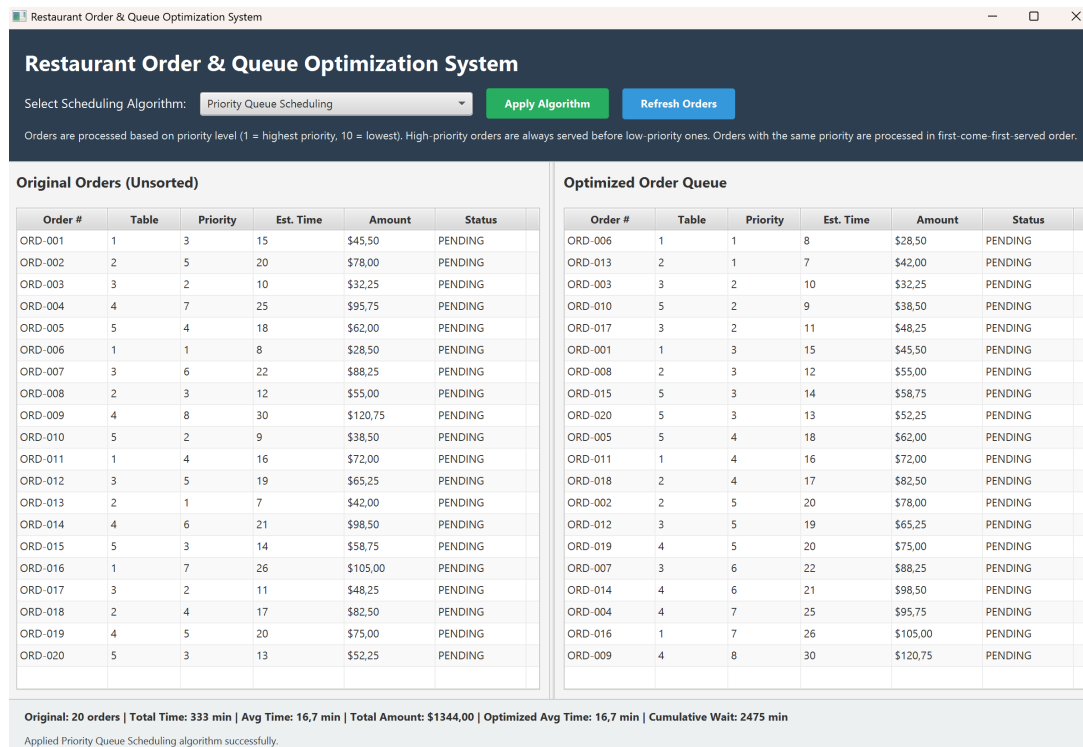 Restaurant Order & Queue Optimization System
Restaurant Order & Queue Optimization System
Select Scheduling Algorithm: Priority Queue Scheduling Apply Algorithm Refresh Orders
Orders are processed based on priority level (1 = highest priority, 10 = lowest). High-priority orders are always served before low-priority ones. Orders with the same priority are processed in first-come-first-served order.
Original Orders (Unsorted)
Order # Table Priority Est. Time Amount Status
ORD-001 1 3 15 $45,50 PENDING
ORD-002 2 5 20 $78,00 PENDING
ORD-003 3 2 10 $32,25 PENDING
ORD-004 4 7 25 $95,75 PENDING
ORD-005 5 4 18 $62,00 PENDING
ORD-006 1 1 8 $28,50 PENDING
ORD-007 3 6 22 $88,25 PENDING
ORD-008 2 3 12 $55,00 PENDING
ORD-009 4 8 30 $120,75 PENDING
ORD-010 5 2 9 $38,50 PENDING
ORD-011 1 4 16 $72,00 PENDING
ORD-012 3 5 19 $65,25 PENDING
ORD-013 2 1 7 $42,00 PENDING
ORD-014 4 6 21 $98,50 PENDING
ORD-015 5 3 14 $58,75 PENDING
ORD-016 1 7 26 $105,00 PENDING
ORD-017 3 2 11 $48,25 PENDING
ORD-018 2 4 17 $82,50 PENDING
ORD-019 4 5 20 $75,00 PENDING
ORD-020 5 3 13 $52,25 PENDING
Optimized Order Queue
Order # Table Priority Est. Time Amount Status
ORD-006 1 1 8 $28,50 PENDING
ORD-013 2 1 7 $42,00 PENDING
ORD-003 3 2 10 $32,25 PENDING
ORD-010 5 2 9 $38,50 PENDING
ORD-017 3 2 11 $48,25 PENDING
ORD-001 1 3 15 $45,50 PENDING
ORD-008 2 3 12 $55,00 PENDING
ORD-015 5 3 14 $58,75 PENDING
ORD-020 5 3 13 $52,25 PENDING
ORD-005 5 4 18 $62,00 PENDING
ORD-011 1 4 16 $72,00 PENDING
ORD-018 2 4 17 $82,50 PENDING
ORD-002 2 5 20 $78,00 PENDING
ORD-012 3 5 19 $65,25 PENDING
ORD-019 4 5 20 $75,00 PENDING
ORD-007 3 6 22 $88,25 PENDING
ORD-014 4 6 21 $98,50 PENDING
ORD-004 4 7 25 $95,75 PENDING
ORD-016 1 7 26 $105,00 PENDING
ORD-009 4 8 30 $120,75 PENDING
Original: 20 orders | Total Time: 333 min | Avg Time: 16,7 min | Total Amount: $1344,00 | Optimized Avg Time: 16,7 min | Cumulative Wait: 2475 min
Applied Priority Queue Scheduling algorithm successfully.